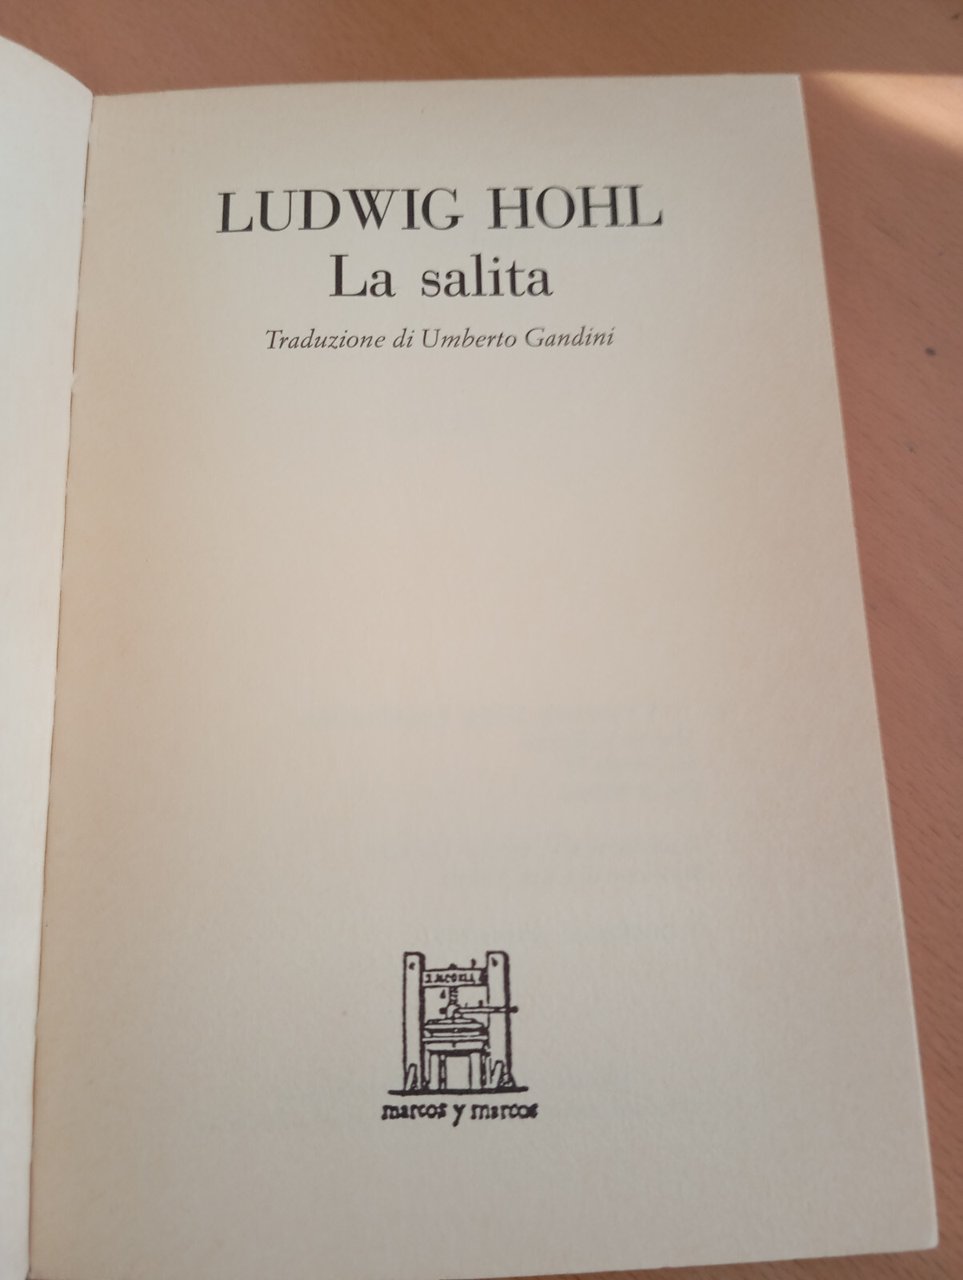 LUDWIG HOHL
La salita
Traduzione di Umberto Gandini
marcos y marcos